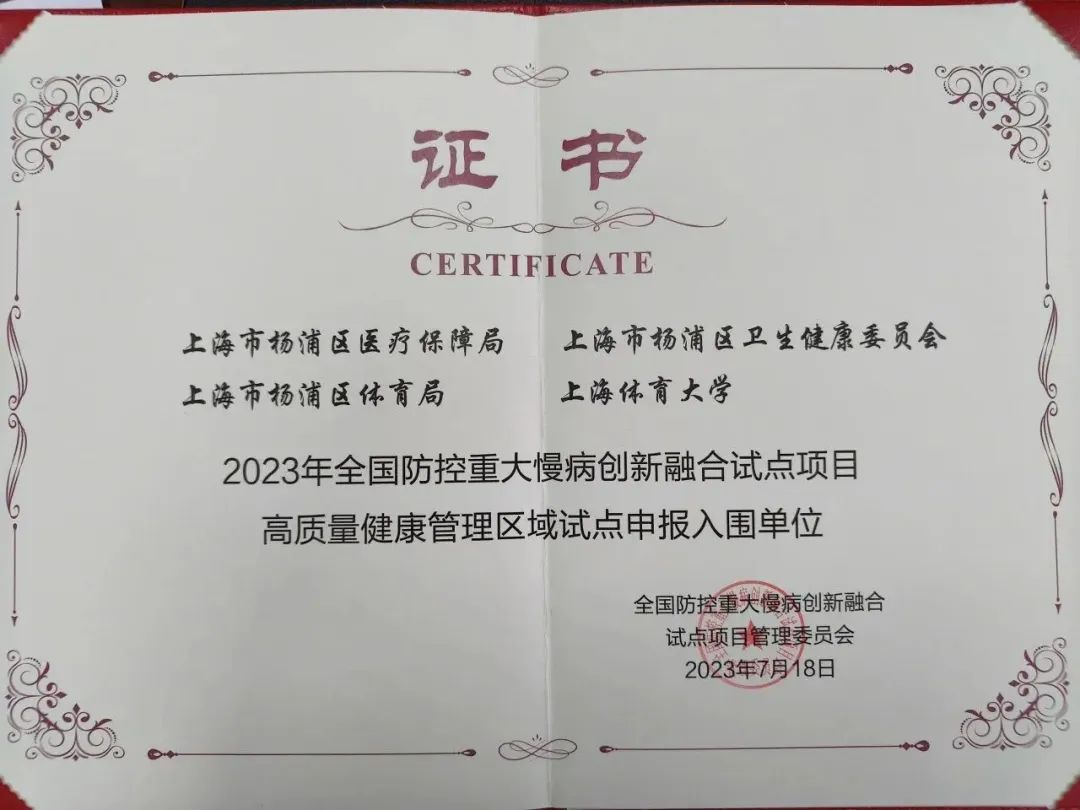 证书
CERTIFICATE
上海市杨浦区医疗保障局 上海市杨浦区卫生健康委员会
上海市杨浦区体育局 上海体育大学
2023年全国防控重大慢病创新融合试点项目
高质量健康管理区域试点申报入围单位
全国防控重大慢病创新融合
试点项目管理委员会
2023年7月18日